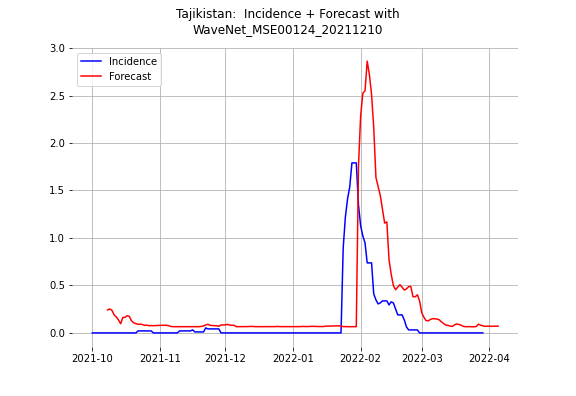 Tajikistan:  Incidence + Forecast with
WaveNet_MSE00124_20211210
3.0
Incidence
Forecast
2.5
2.0
1.5
1.0
0.5
0.0
2021-10 2021-11 2021-12 2022-01 2022-02 2022-03 2022-04